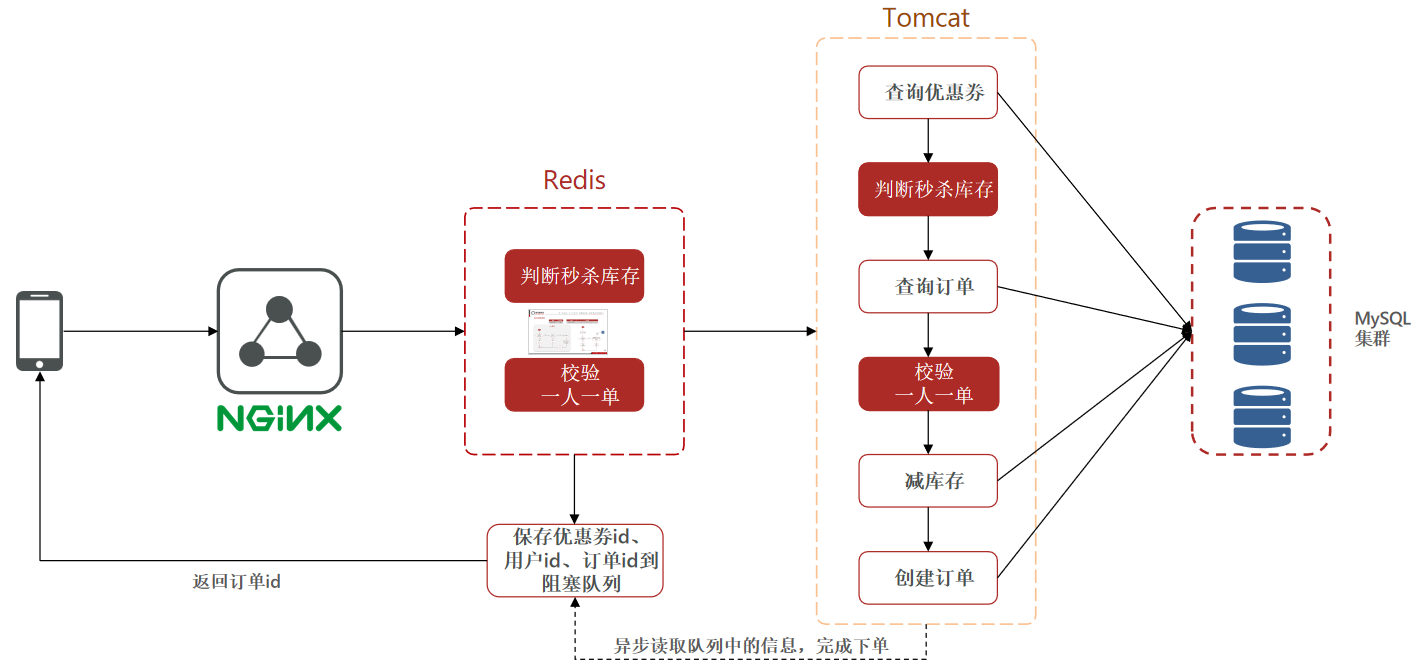 Tomcat
查询优惠券
判断秒杀库存
查询订单
校验
一人一单
减库存
创建订单
Redis
判断秒杀库存
校验
一人一单
NGINX
保存优惠券id、
用户id、订单id到
阻塞队列
返回订单id
异步读取队列中的信息，完成下单
MySQL
集群